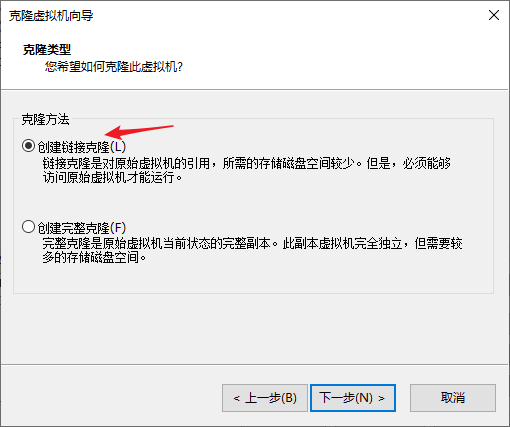 克隆虚拟机向导
克隆类型
您希望如何克隆此虚拟机?
克隆方法
创建链接克隆(L)
链接克隆是对原始虚拟机的引用，所需的存储磁盘空间较少。但是，必须能够
访问原始虚拟机才能运行。
创建完整克隆(F)
完整克隆是原始虚拟机当前状态的完整副本。此副本虚拟机完全独立，但需要较
多的存储磁盘空间。
< 上一步(B) 下一步(N) > 取消